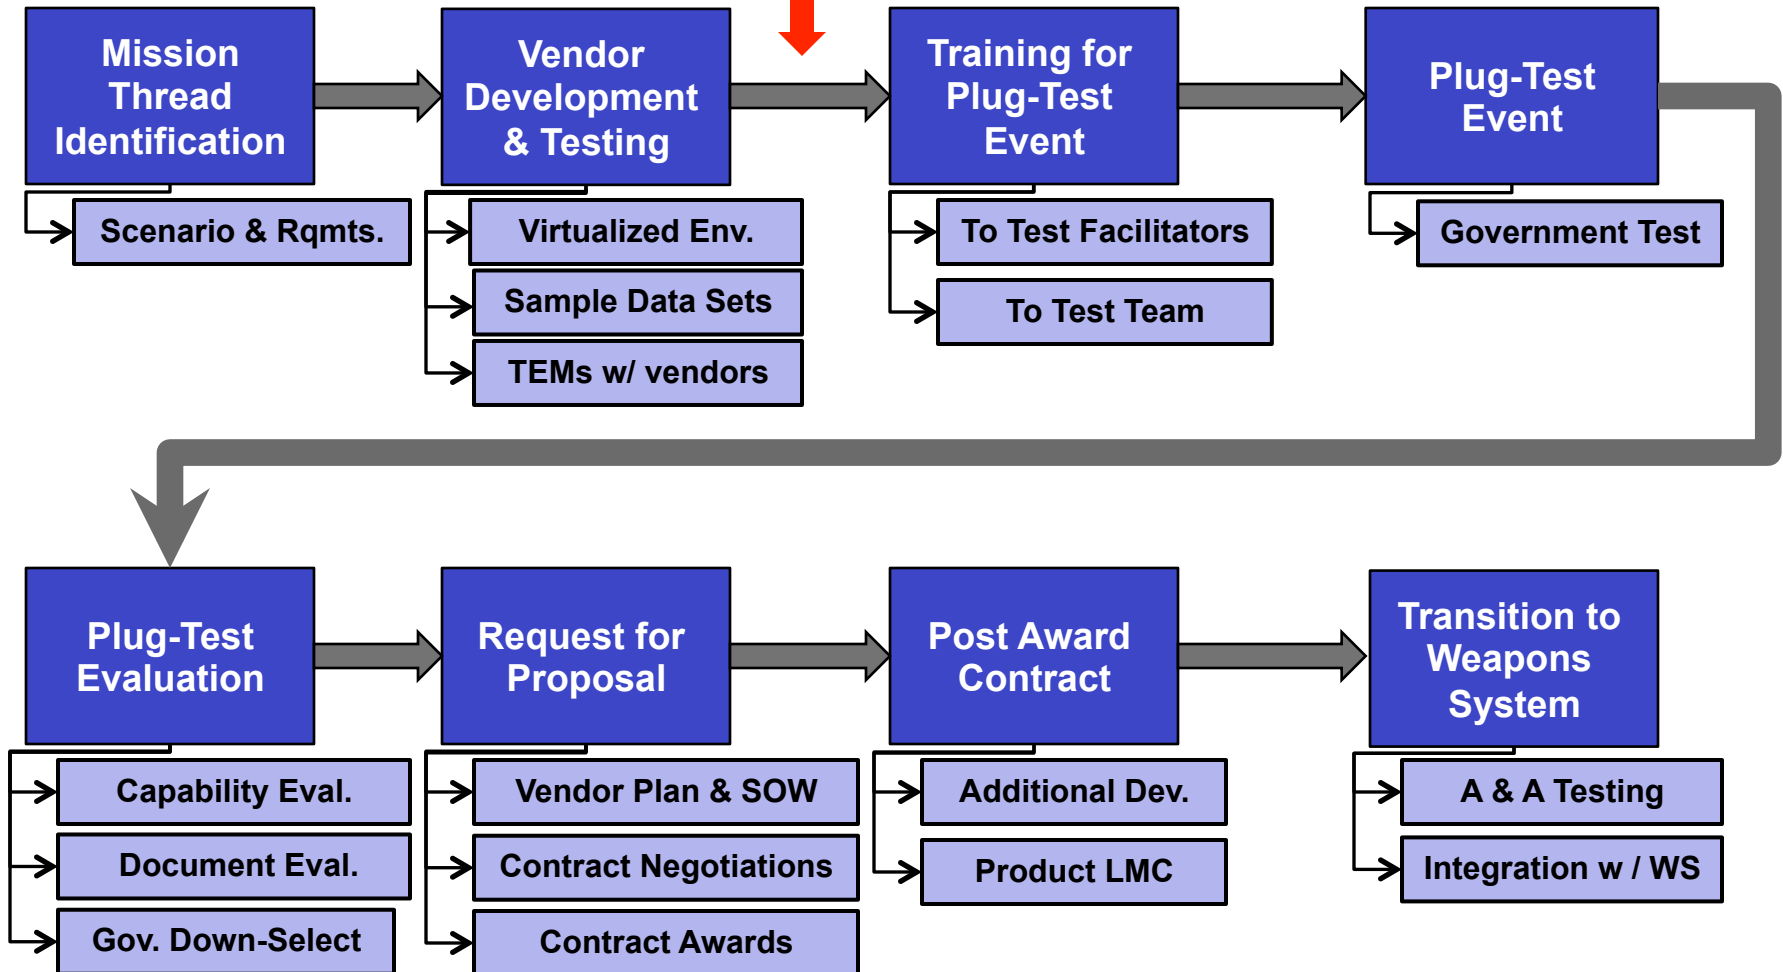 Mission
Thread
Identification
Scenario & Rqmts.
Vendor
Development
& Testing
Virtualized Env.
Sample Data Sets
TEMs w/ vendors
Training for
Plug-Test
Event
To Test Facilitators
To Test Team
Plug-Test
Event
Government Test
Plug-Test
Evaluation
Capability Eval.
Document Eval.
Gov. Down-Select
Request for
Proposal
Vendor Plan & SOW
Contract Negotiations
Contract Awards
Post Award
Contract
Additional Dev.
Product LMC
Transition to
Weapons
System
A & A Testing
Integration w / WS